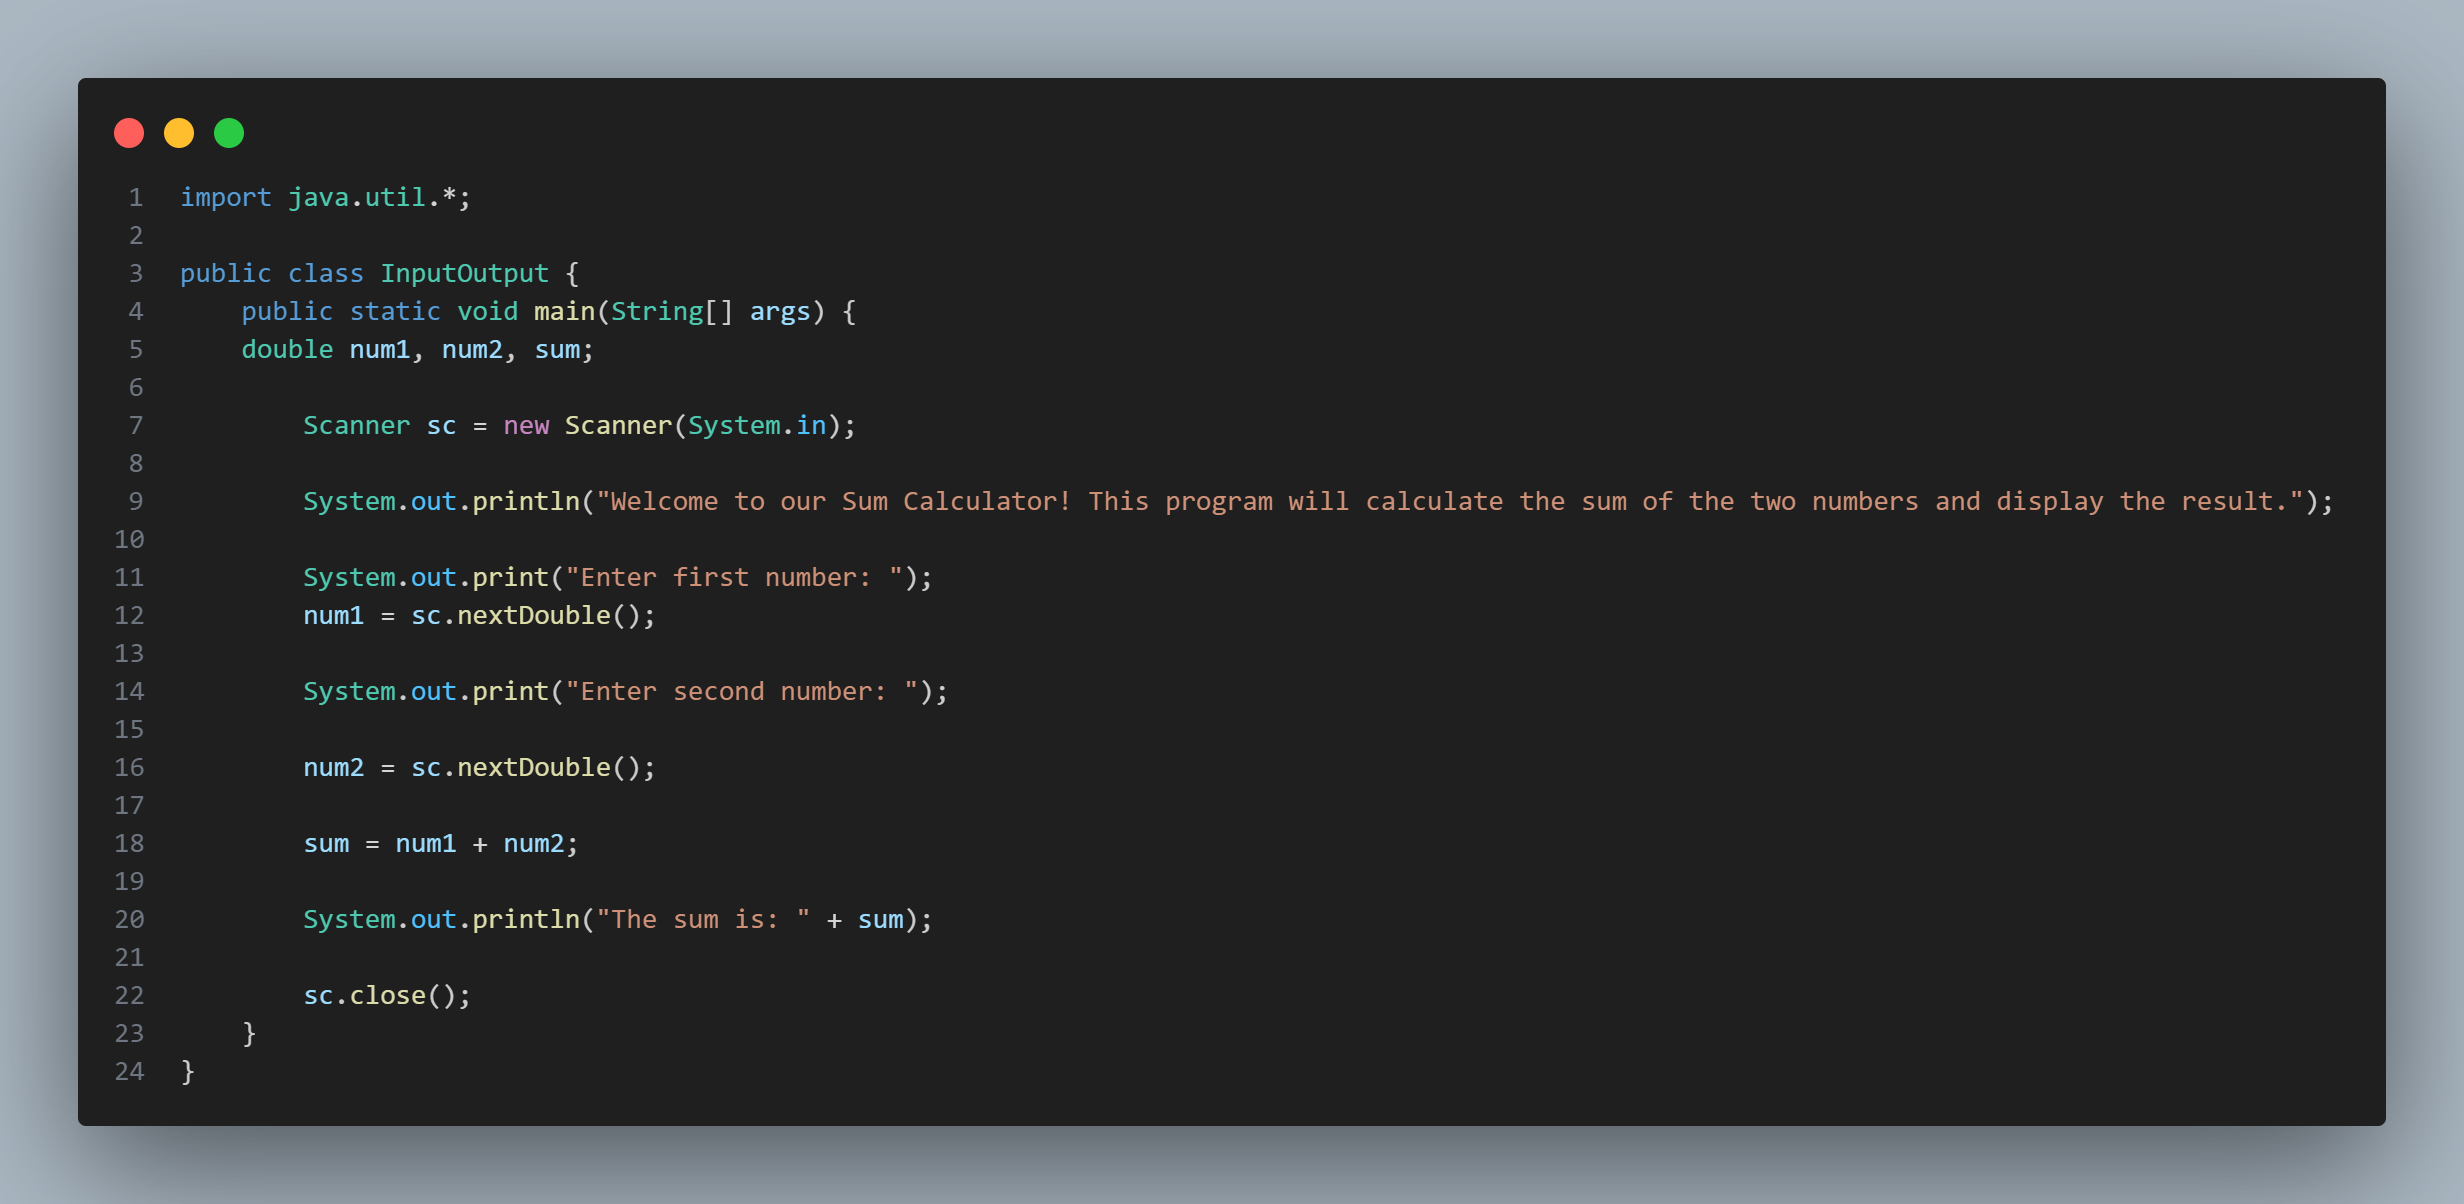 1 import java.util.*;
2
3 public class InputOutput {
4     public static void main(String[] args) {
5     double num1, num2, sum;
6
7         Scanner sc = new Scanner(System.in);
8
9         System.out.println("Welcome to our Sum Calculator! This program will calculate the sum of the two numbers and display the result.");
10
11         System.out.print("Enter first number: ");
12         num1 = sc.nextDouble();
13
14         System.out.print("Enter second number: ");
15
16         num2 = sc.nextDouble();
17
18         sum = num1 + num2;
19
20         System.out.println("The sum is: " + sum);
21
22         sc.close();
23     }
24 }